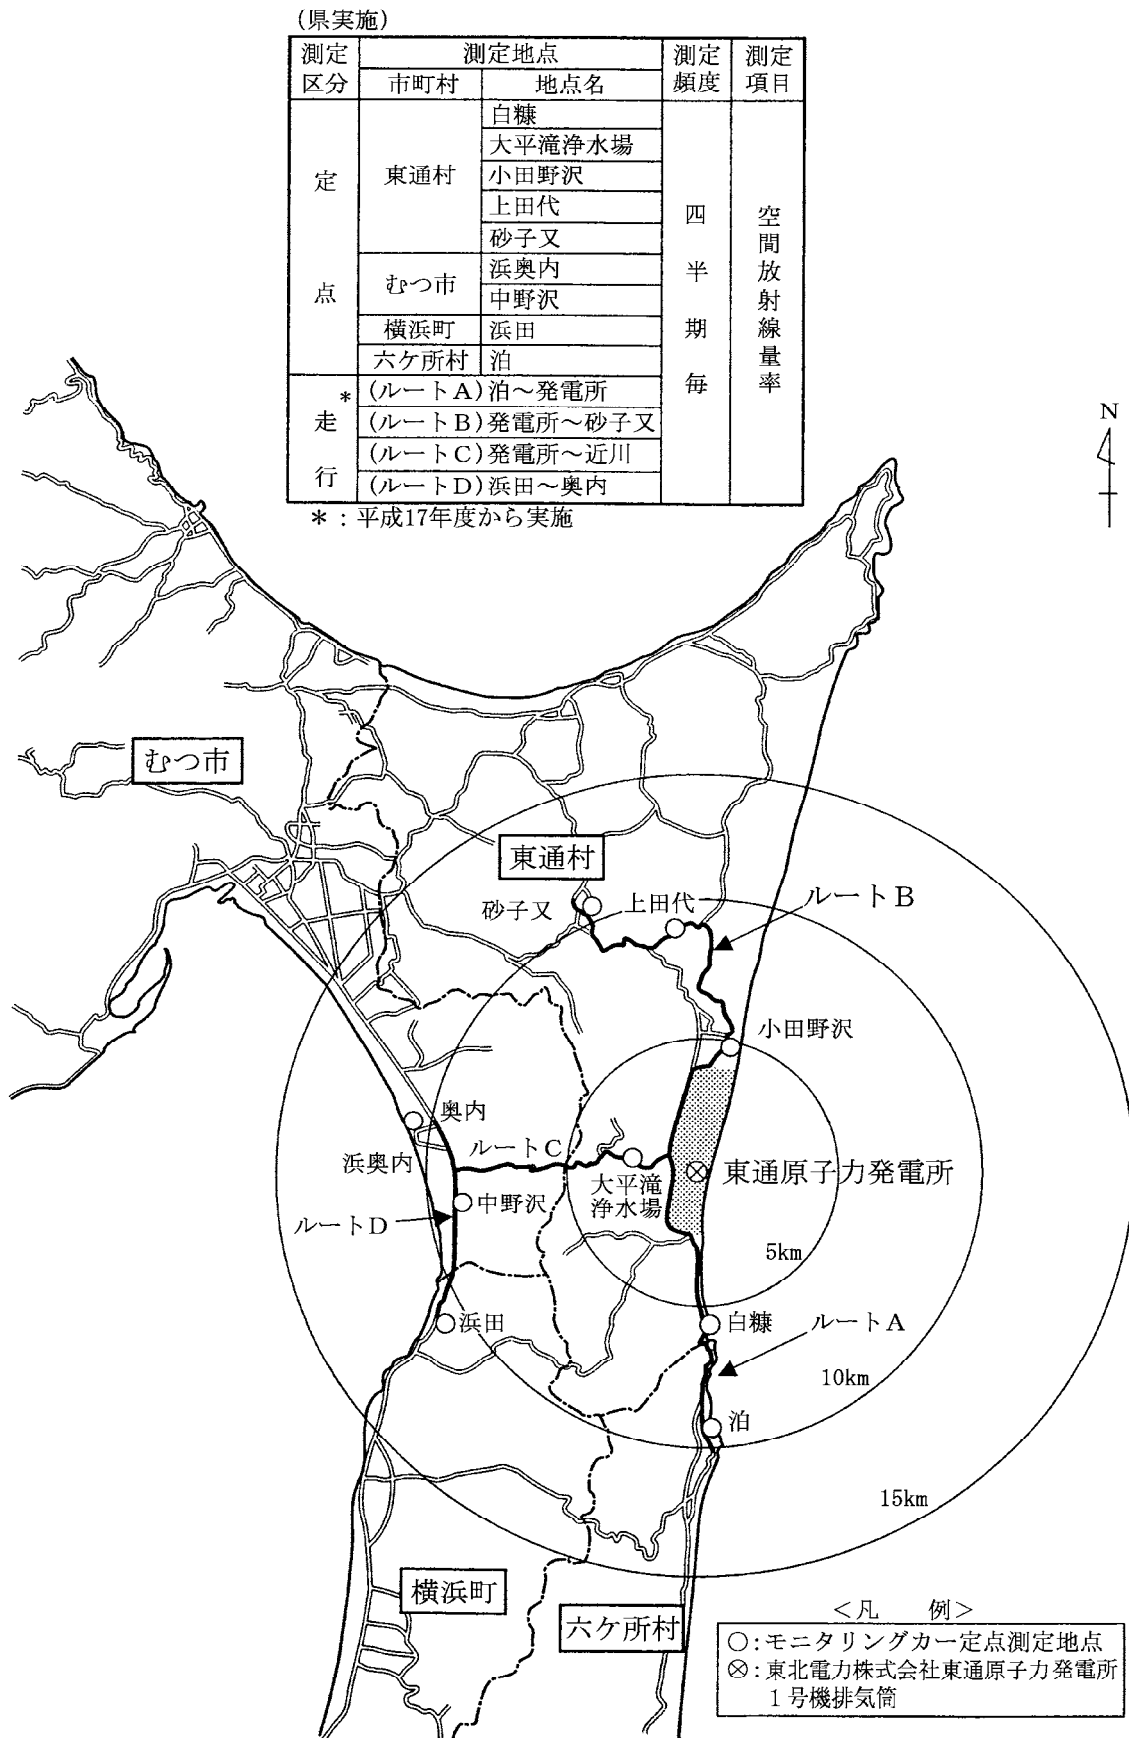 (県実施)
測定区分 測定地点 測定頻度 測定項目
市町村 地点名
定点 東通村 白糠 四半期毎 空間放射線量率
大平滝浄水場
小田野沢
上田代
砂子又
むつ市 浜奥内
中野沢
横浜町 浜田
六ケ所村 泊
走行* (ルートA)泊～発電所
(ルートB)発電所～砂子又
(ルートC)発電所～近川
(ルートD)浜田～奥内
*：平成17年度から実施
N
むつ市
東通村
砂子又
上田代
ルートB
小田野沢
奥内
浜奥内
ルートC
大平滝
浄水場
東通原子力発電所
中野沢
ルートD
5km
浜田
白糠
ルートA
10km
泊
15km
横浜町
六ケ所村
＜凡 例＞
○：モニタリングカー定点測定地点
⊗：東北電力株式会社東通原子力発電所
1号機排気筒